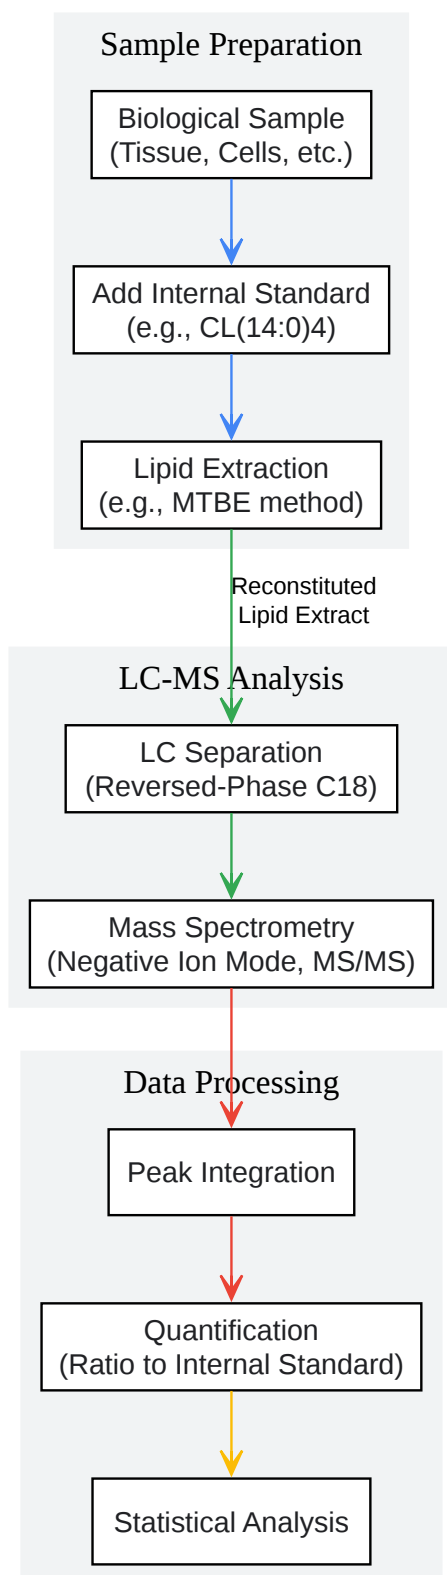 Sample Preparation
Biological Sample
(Tissue, Cells, etc.)
Add Internal Standard
(e.g., CL(14:0)4)
Lipid Extraction
(e.g., MTBE method)
Reconstituted
Lipid Extract
LC-MS Analysis
LC Separation
(Reversed-Phase C18)
Mass Spectrometry
(Negative Ion Mode, MS/MS)
Data Processing
Peak Integration
Quantification
(Ratio to Internal Standard)
Statistical Analysis